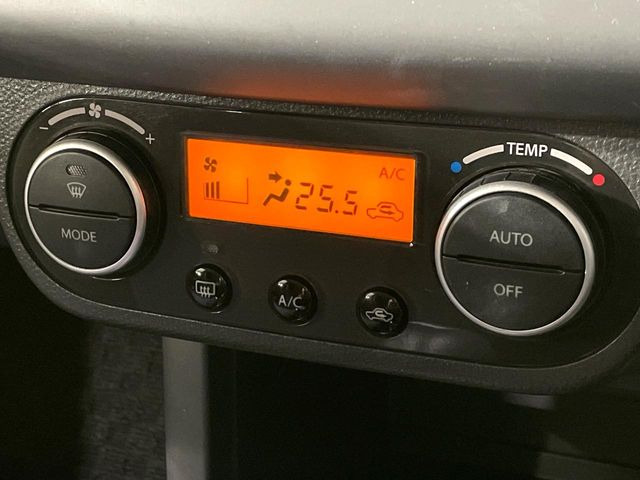 - +
MODE
A/C
25.5
A/C
TEMP
AUTO
OFF